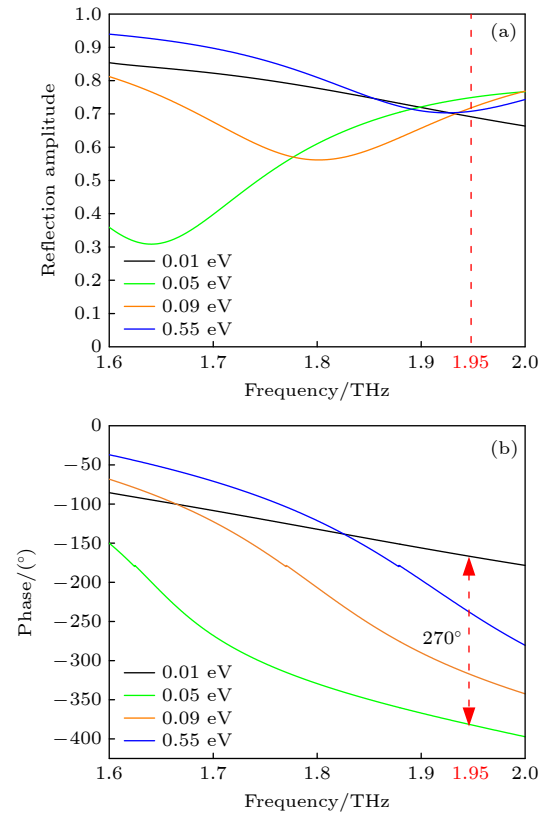 (a)
Reflection amplitude
1.0
0.9
0.8
0.7
0.6
0.5
0.4
0.3
0.2
0.1
0
0.01 eV
0.05 eV
0.09 eV
0.55 eV
1.6 1.7 1.8 1.9 1.95 2.0
Frequency/THz
(b)
Phase/(°)
0
−50
−100
−150
−200
−250
−300
−350
−400
270°
0.01 eV
0.05 eV
0.09 eV
0.55 eV
1.6 1.7 1.8 1.9 1.95 2.0
Frequency/THz